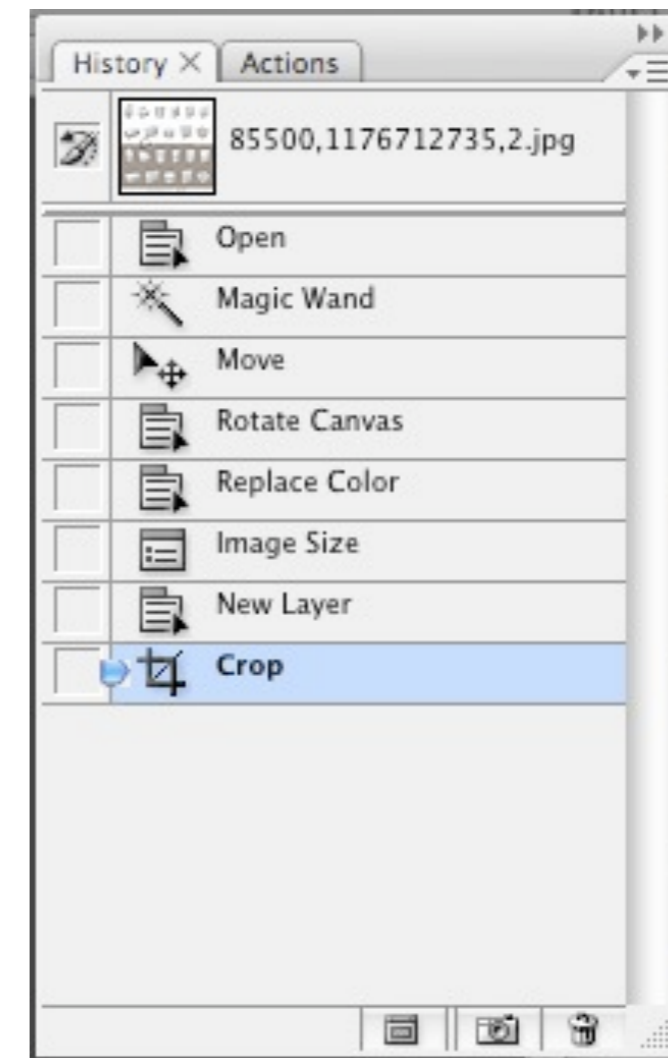 History × Actions
85500,1176712735,2.jpg
Open
Magic Wand
Move
Rotate Canvas
Replace Color
Image Size
New Layer
Crop